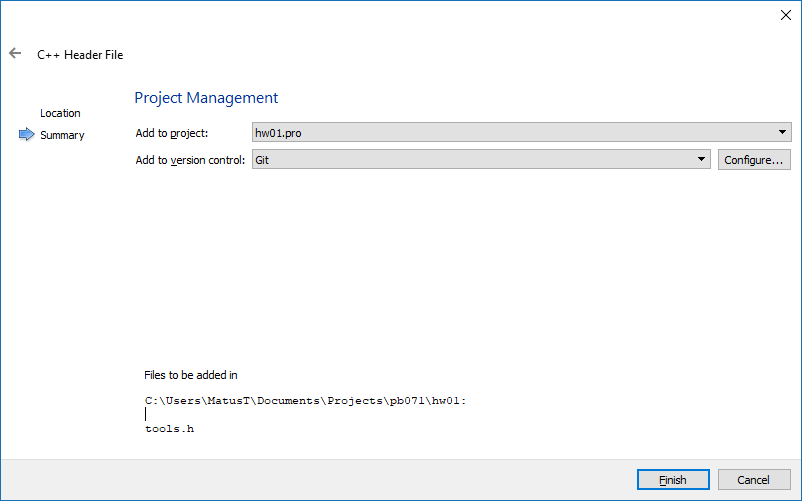 C++ Header File
Project Management
Location
Summary
Add to project: hw01.pro
Add to version control: Git Configure...
Files to be added in
C:\Users\MatusT\Documents\Projects\pb071\hw01:
tools.h
Finish Cancel